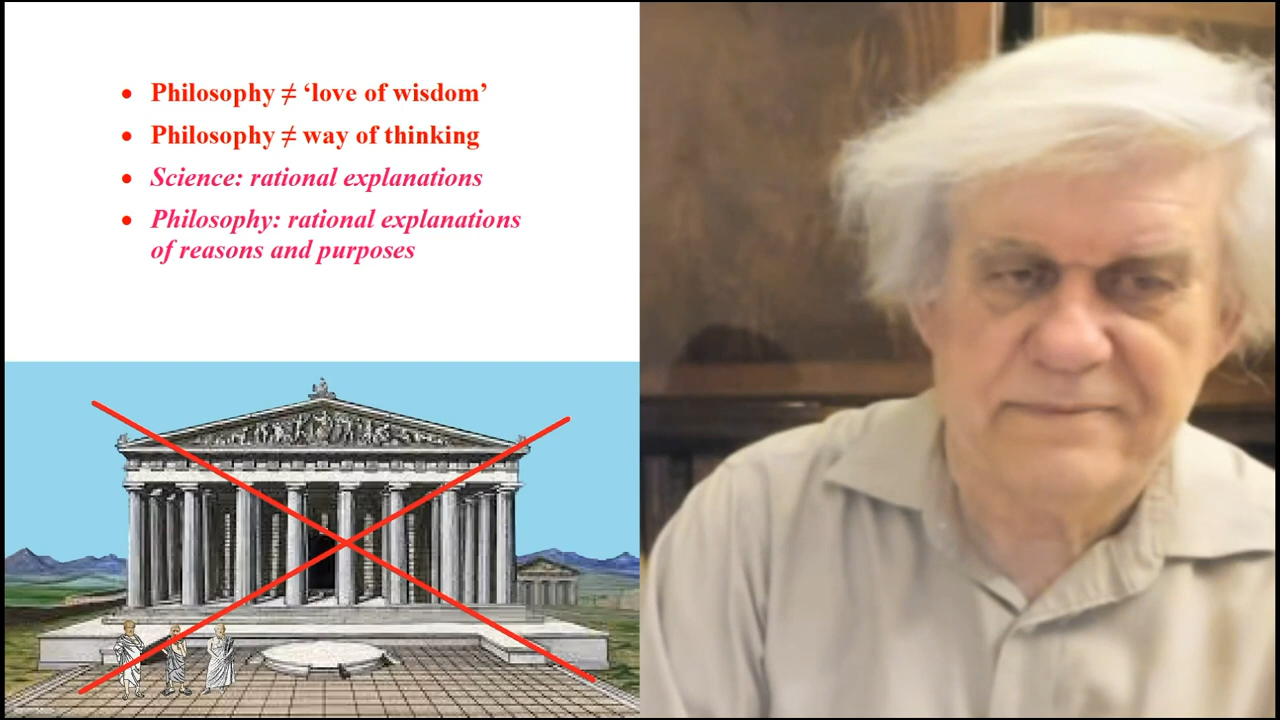 Philosophy ≠ ‘love of wisdom’
Philosophy ≠ way of thinking
Science: rational explanations
Philosophy: rational explanations
of reasons and purposes